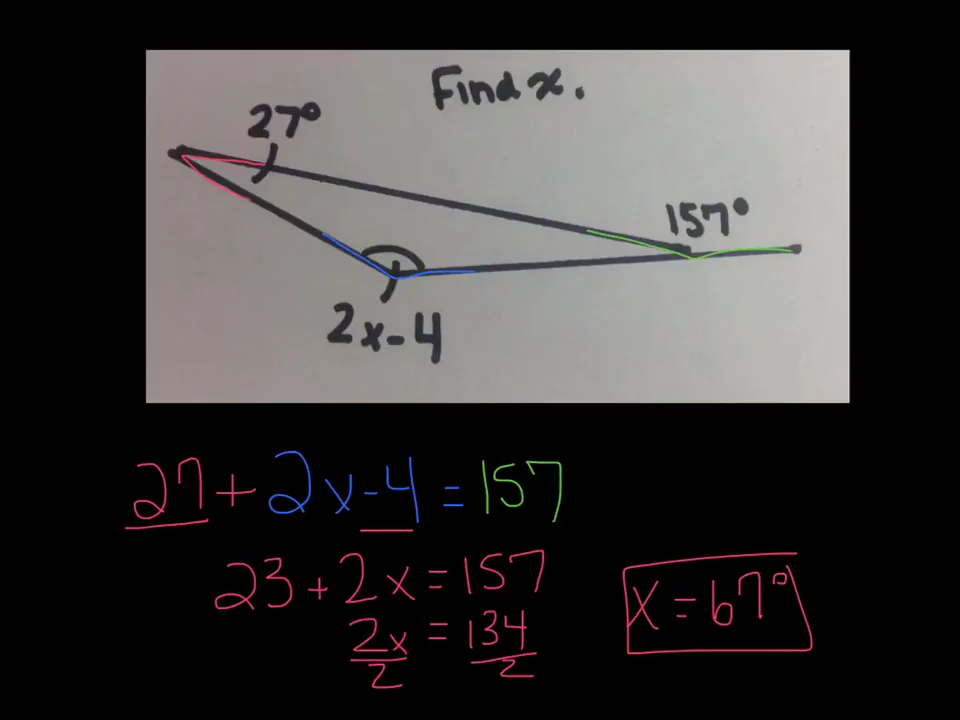 Find x.
27°
157°
2x-4
27+2x-4=157
23+2x=157
2x=134
2 2
x=67°